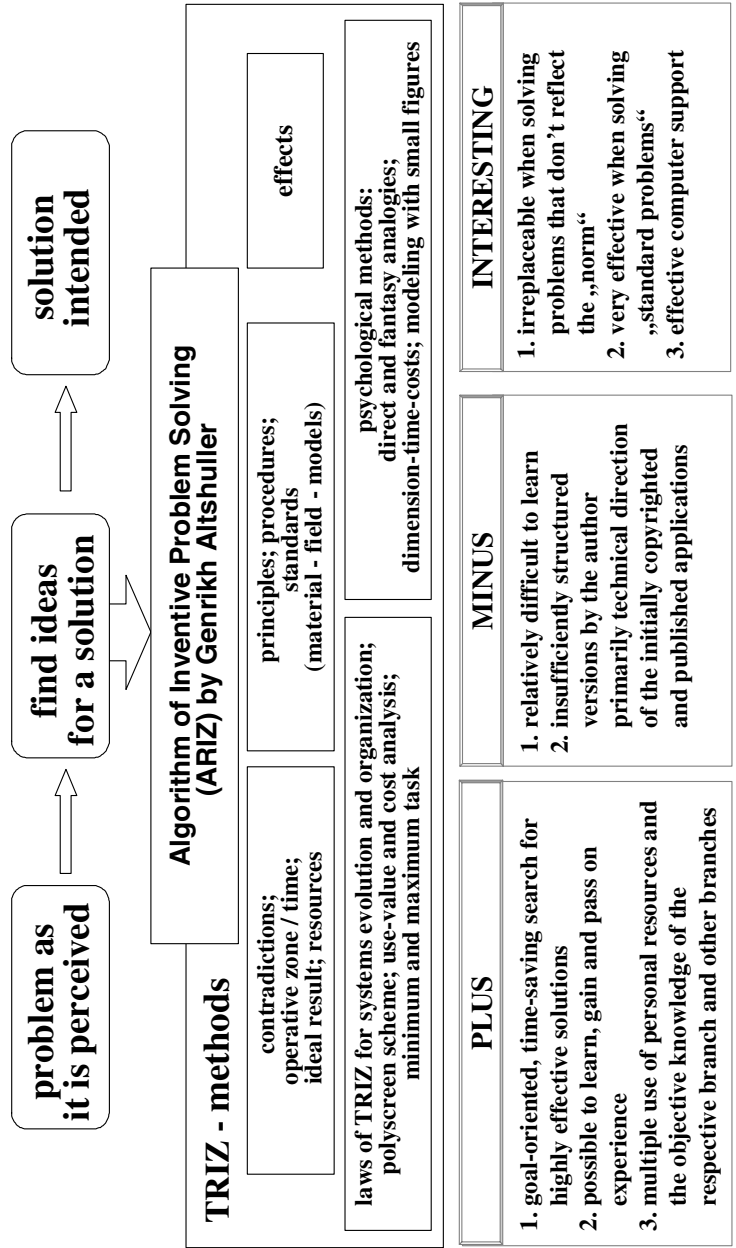 problem as
it is perceived
find ideas
for a solution
solution
intended
Algorithm of Inventive Problem Solving
(ARIZ) by Genrikh Altshuller
TRIZ - methods
contradictions;
operative zone / time;
ideal result; resources
principles; procedures;
standards
(material - field - models)
effects
laws of TRIZ for systems evolution and organization;
polyscreen scheme; use-value and cost analysis;
minimum and maximum task
psychological methods:
direct and fantasy analogies;
dimension-time-costs; modeling with small figures
PLUS
1. goal-oriented, time-saving search for
highly effective solutions
2. possible to learn, gain and pass on
experience
3. multiple use of personal resources and
the objective knowledge of the
respective branch and other branches
MINUS
1. relatively difficult to learn
2. insufficiently structured
versions by the author
primarily technical direction
of the initially copyrighted
and published applications
INTERESTING
1. irreplaceable when solving
problems that don't reflect
the „norm“
2. very effective when solving
„standard problems“
3. effective computer support